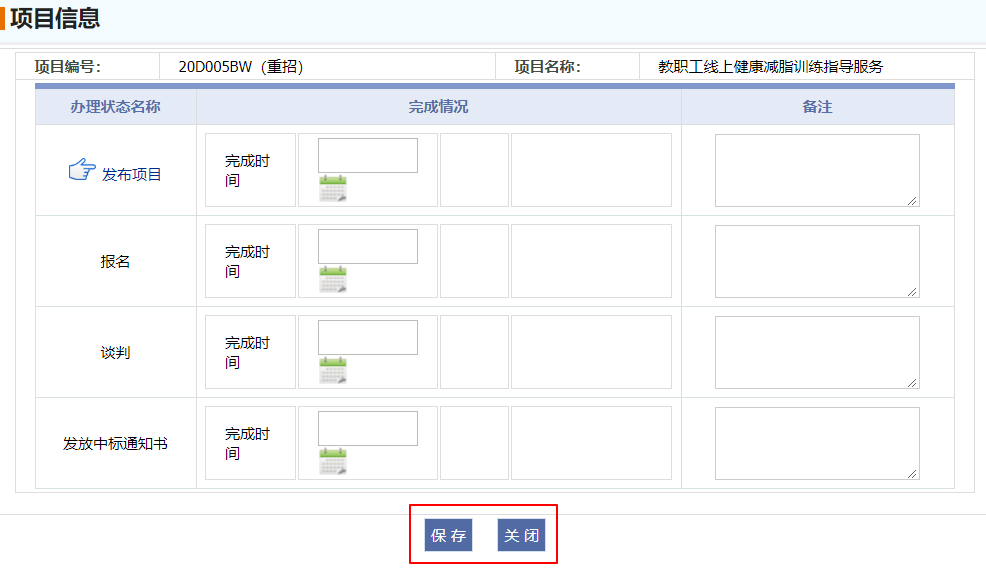 项目信息
项目编号： 20D005BW（重招） 项目名称： 教职工线上健康减脂训练指导服务
办理状态名称 完成情况 备注
发布项目 完成时
间
报名 完成时
间
谈判 完成时
间
发放中标通知书 完成时
间
保 存 关 闭